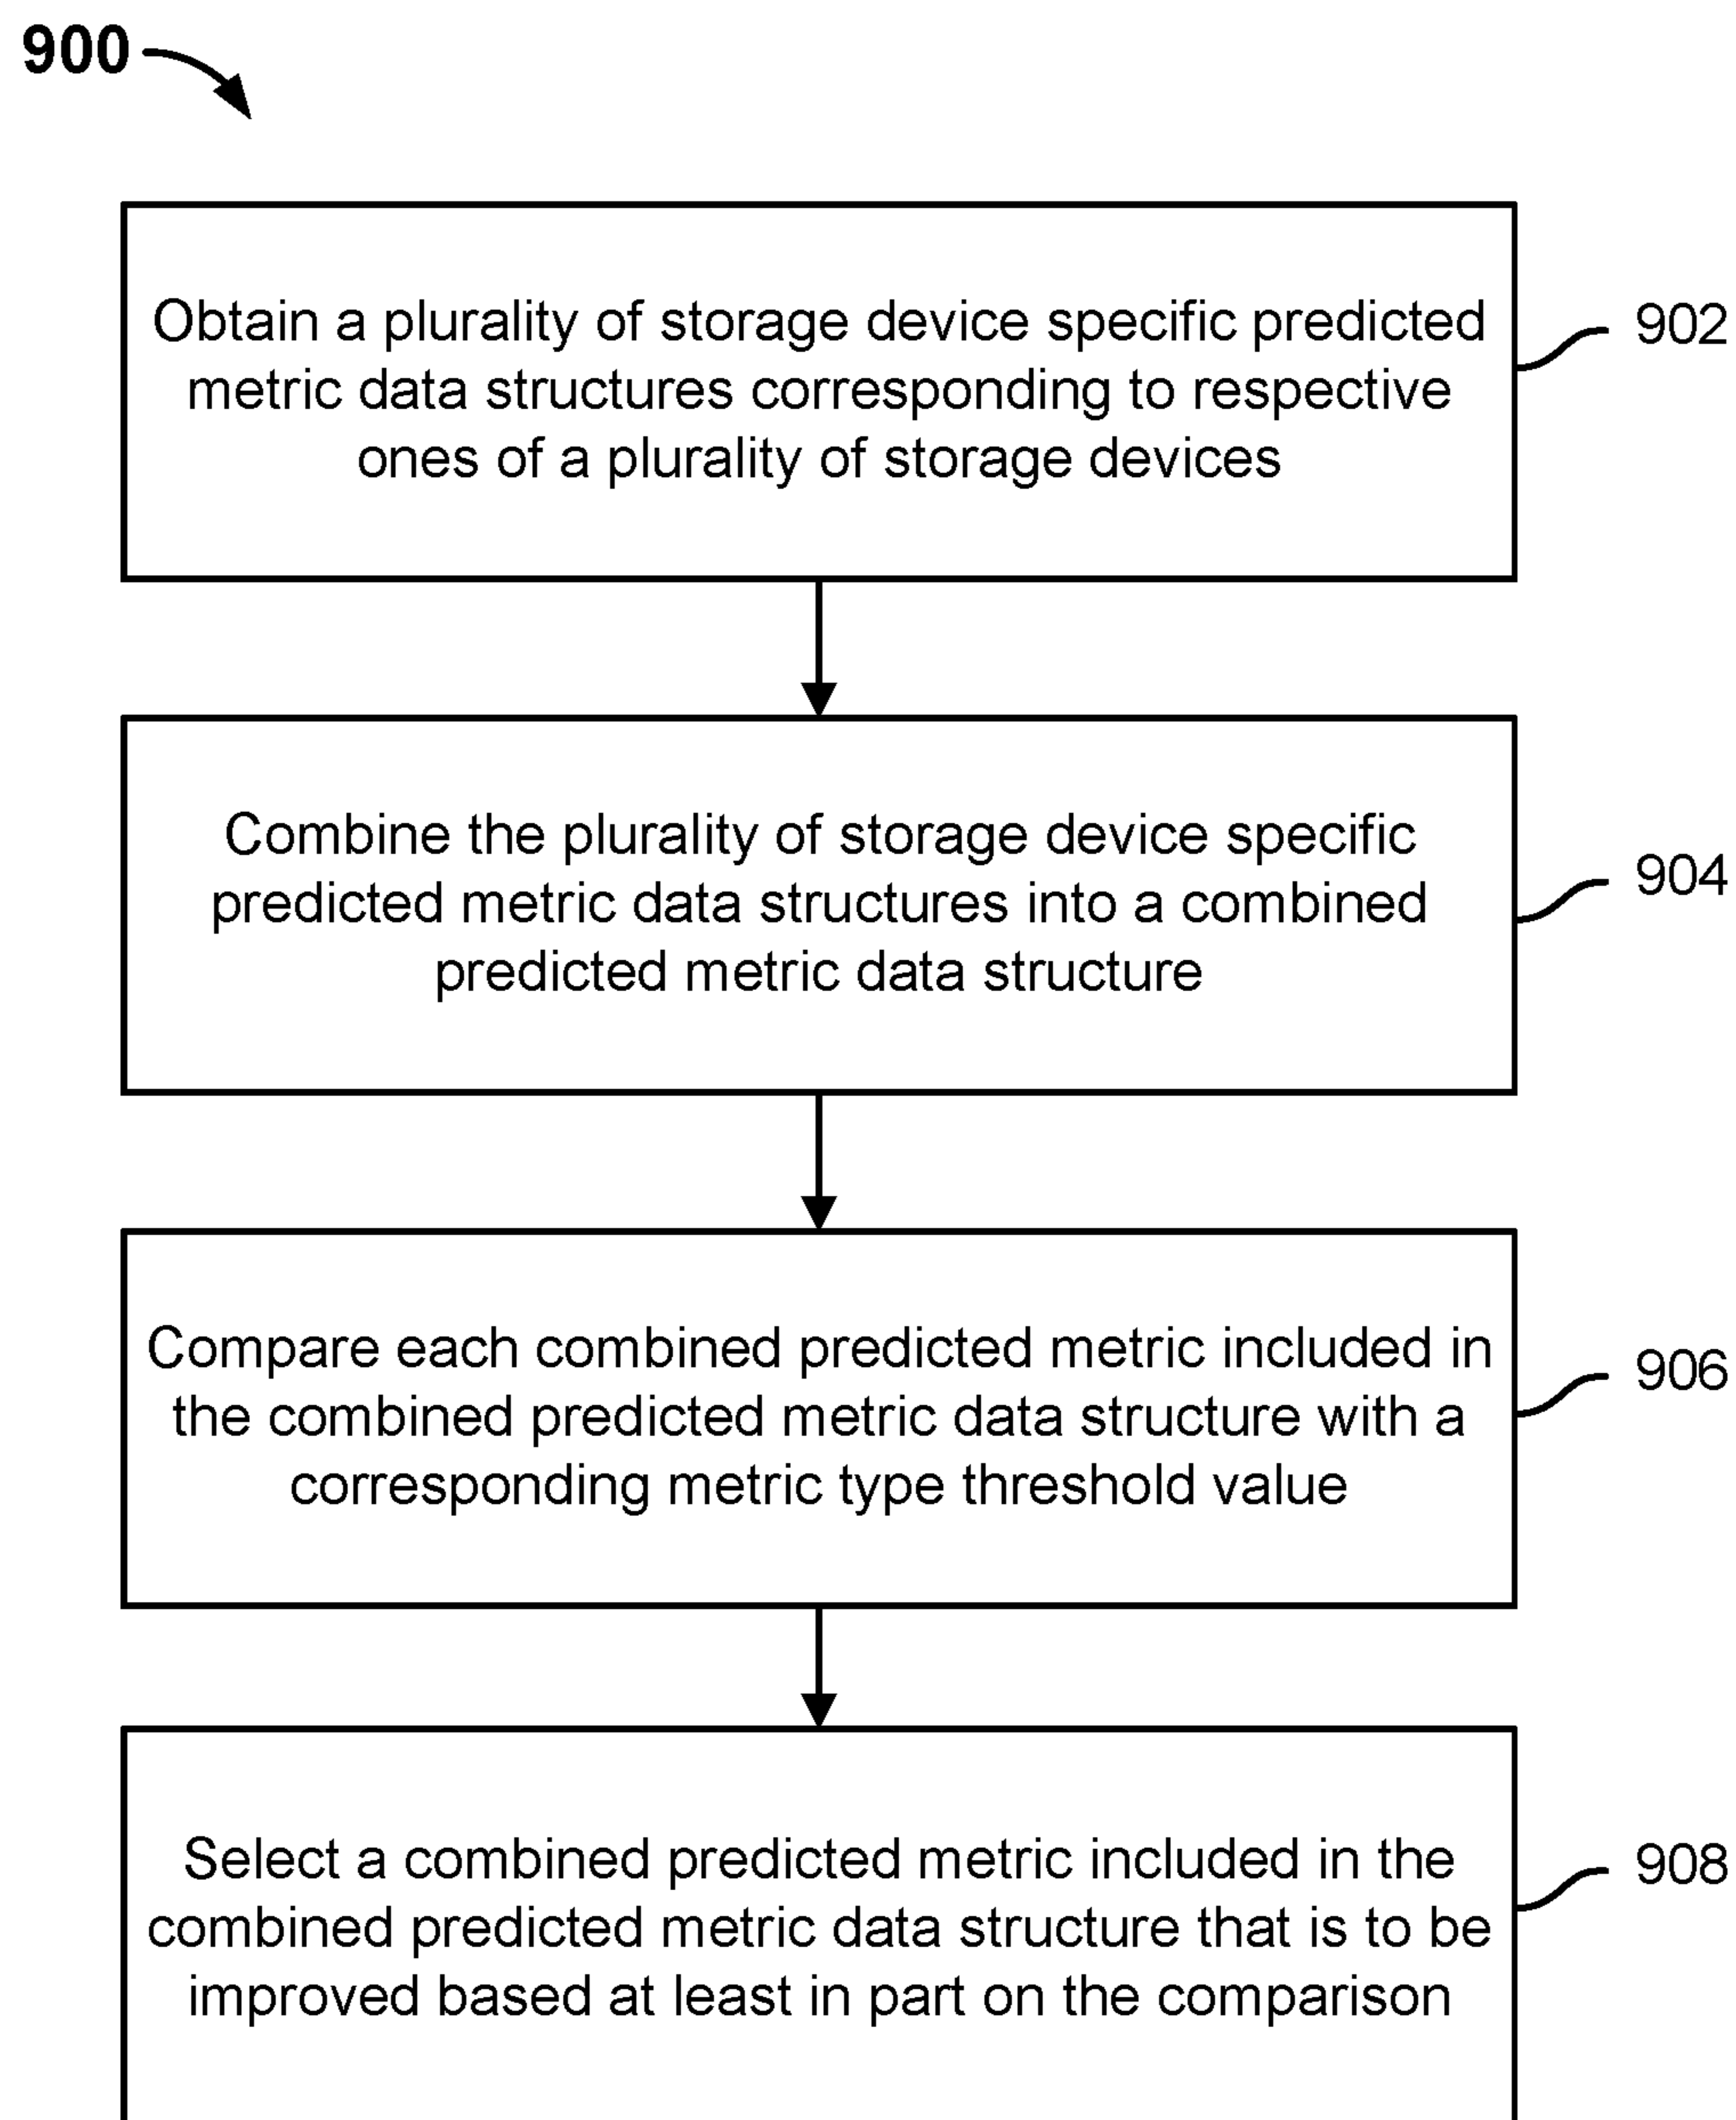 900
Obtain a plurality of storage device specific predicted
metric data structures corresponding to respective
ones of a plurality of storage devices
902
Combine the plurality of storage device specific
predicted metric data structures into a combined
predicted metric data structure
904
Compare each combined predicted metric included in
the combined predicted metric data structure with a
corresponding metric type threshold value
906
Select a combined predicted metric included in the
combined predicted metric data structure that is to be
improved based at least in part on the comparison
908